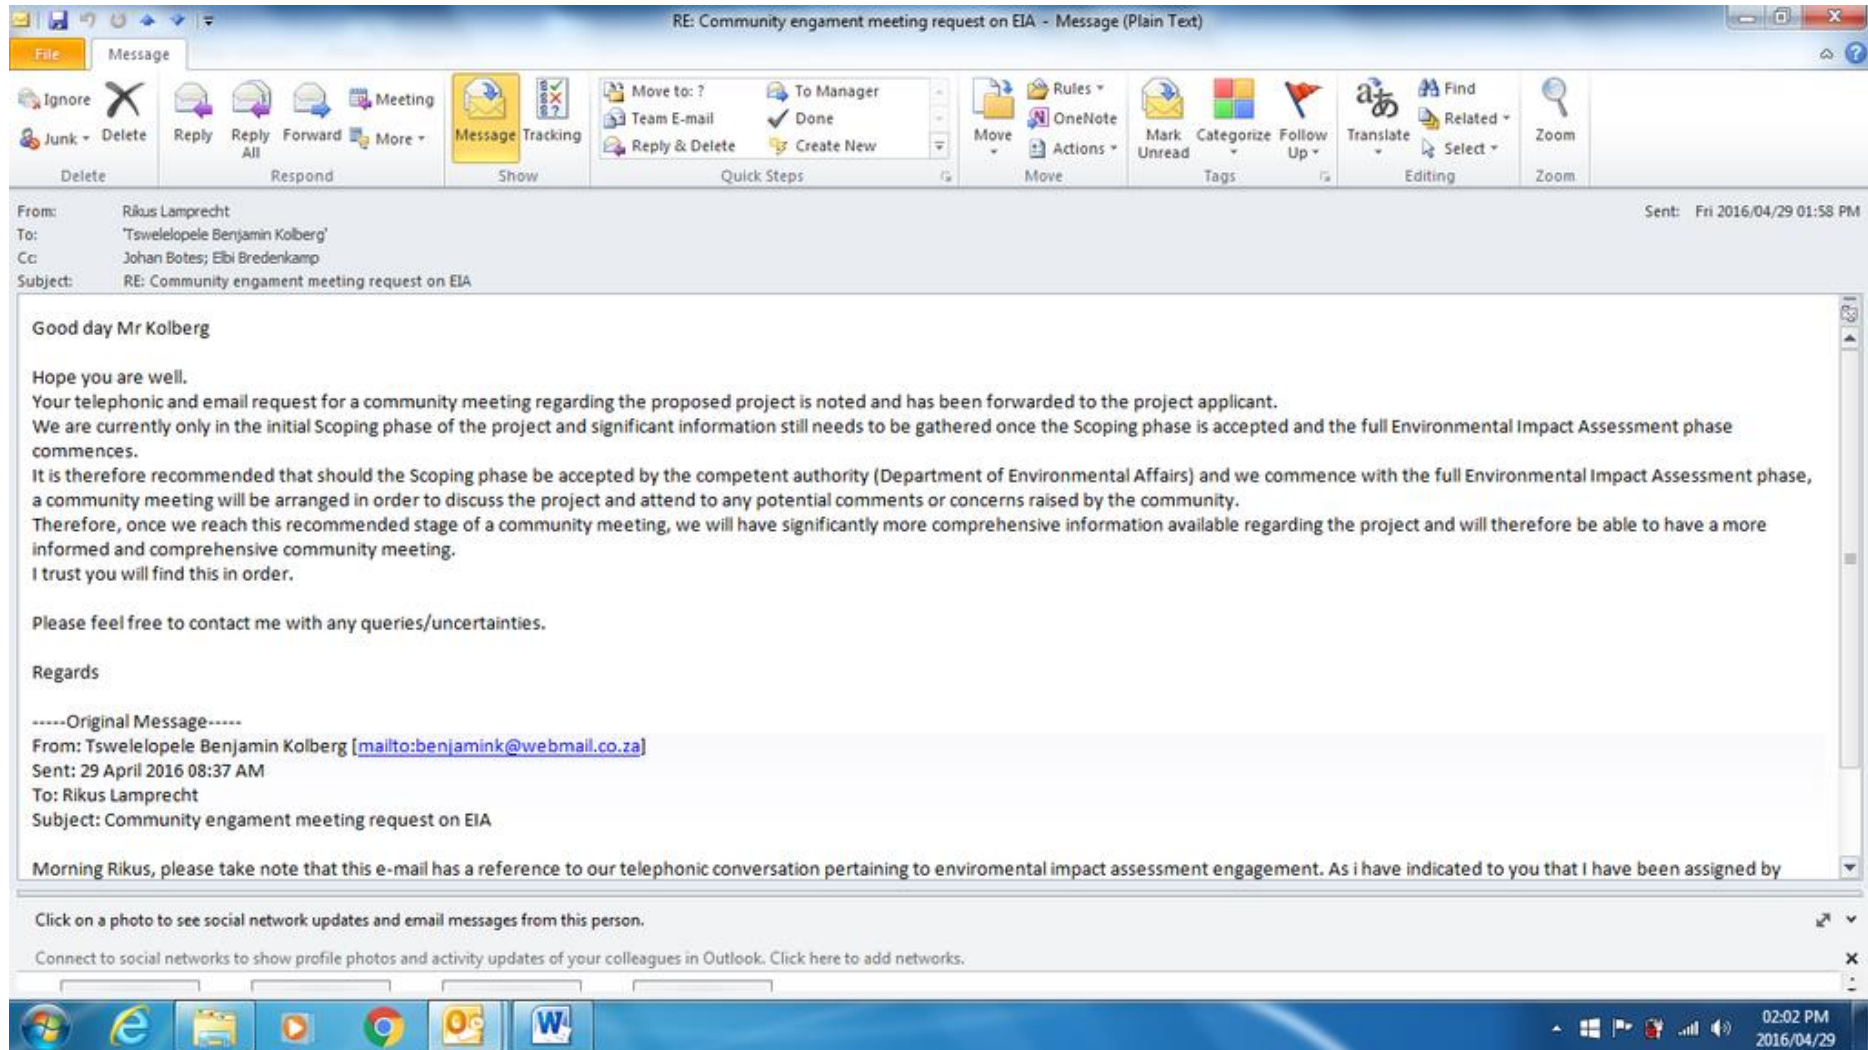 RE: Community engament meeting request on EIA - Message (Plain Text)
File
Message
Ignore
Junk
Delete
Reply
Reply All
Forward
Meeting
More
Message
Tracking
Move to: ?
Team E-mail
Reply & Delete
To Manager
Done
Create New
Move
Rules
OneNote
Actions
Mark Unread
Categorize
Follow Up
Translate
Find
Related
Select
Zoom
Delete
Respond
Show
Quick Steps
Move
Tags
Editing
Zoom
From: Rikus Lamprecht
Sent: Fri 2016/04/29 01:58 PM
To: 'Tswelelopele Benjamin Kolberg'
Cc: Johan Botes; Elbi Bredenkamp
Subject: RE: Community engament meeting request on EIA
Good day Mr Kolberg
Hope you are well.
Your telephonic and email request for a community meeting regarding the proposed project is noted and has been forwarded to the project applicant.
We are currently only in the initial Scoping phase of the project and significant information still needs to be gathered once the Scoping phase is accepted and the full Environmental Impact Assessment phase
commences.
It is therefore recommended that should the Scoping phase be accepted by the competent authority (Department of Environmental Affairs) and we commence with the full Environmental Impact Assessment phase,
a community meeting will be arranged in order to discuss the project and attend to any potential comments or concerns raised by the community.
Therefore, once we reach this recommended stage of a community meeting, we will have significantly more comprehensive information available regarding the project and will therefore be able to have a more
informed and comprehensive community meeting.
I trust you will find this in order.
Please feel free to contact me with any queries/uncertainties.
Regards
-----Original Message-----
From: Tswelelopele Benjamin Kolberg [mailto:benjamink@webmail.co.za]
Sent: 29 April 2016 08:37 AM
To: Rikus Lamprecht
Subject: Community engament meeting request on EIA
Morning Rikus, please take note that this e-mail has a reference to our telephonic conversation pertaining to enviromental impact assessment engagement. As i have indicated to you that I have been assigned by
Click on a photo to see social network updates and email messages from this person.
Connect to social networks to show profile photos and activity updates of your colleagues in Outlook. Click here to add networks.
02:02 PM
2016/04/29